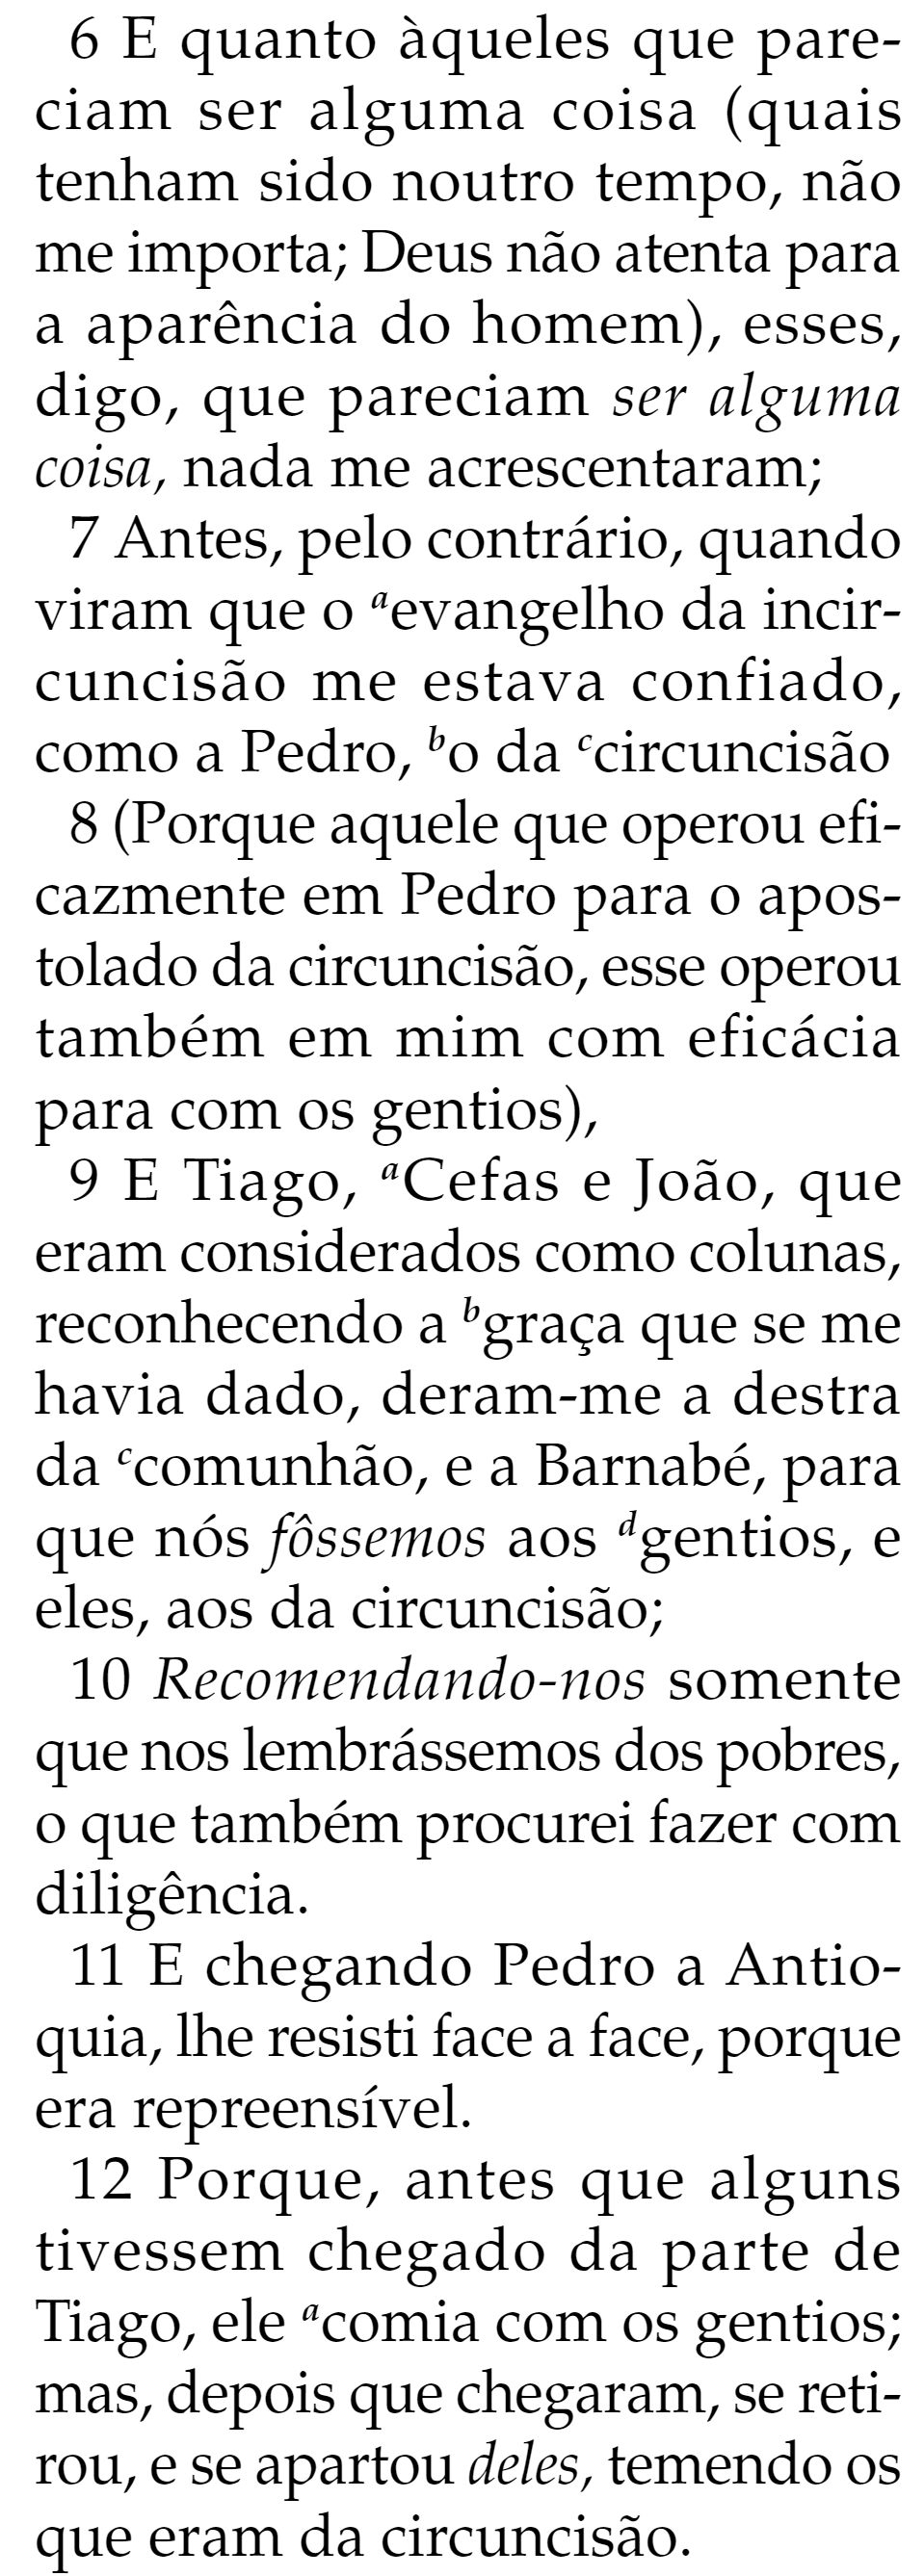 6 E quanto àqueles que pare-
ciam ser alguma coisa (quais
tenham sido noutro tempo, não
me importa; Deus não atenta para
a aparência do homem), esses,
digo, que pareciam ser alguma
coisa, nada me acrescentaram;
7 Antes, pelo contrário, quando
viram que o ᵃevangelho da incir-
cuncisão me estava confiado,
como a Pedro, ᵇo da ᶜcircuncisão
8 (Porque aquele que operou efi-
cazmente em Pedro para o apos-
tolado da circuncisão, esse operou
também em mim com eficácia
para com os gentios),
9 E Tiago, ᵃCefas e João, que
eram considerados como colunas,
reconhecendo a ᵇgraça que se me
havia dado, deram-me a destra
da ᶜcomunhão, e a Barnabé, para
que nós fôssemos aos ᵈgentios, e
eles, aos da circuncisão;
10 Recomendando-nos somente
que nos lembrássemos dos pobres,
o que também procurei fazer com
diligência.
11 E chegando Pedro a Antio-
quia, lhe resisti face a face, porque
era repreensível.
12 Porque, antes que alguns
tivessem chegado da parte de
Tiago, ele ᵃcomia com os gentios;
mas, depois que chegaram, se reti-
rou, e se apartou deles, temendo os
que eram da circuncisão.